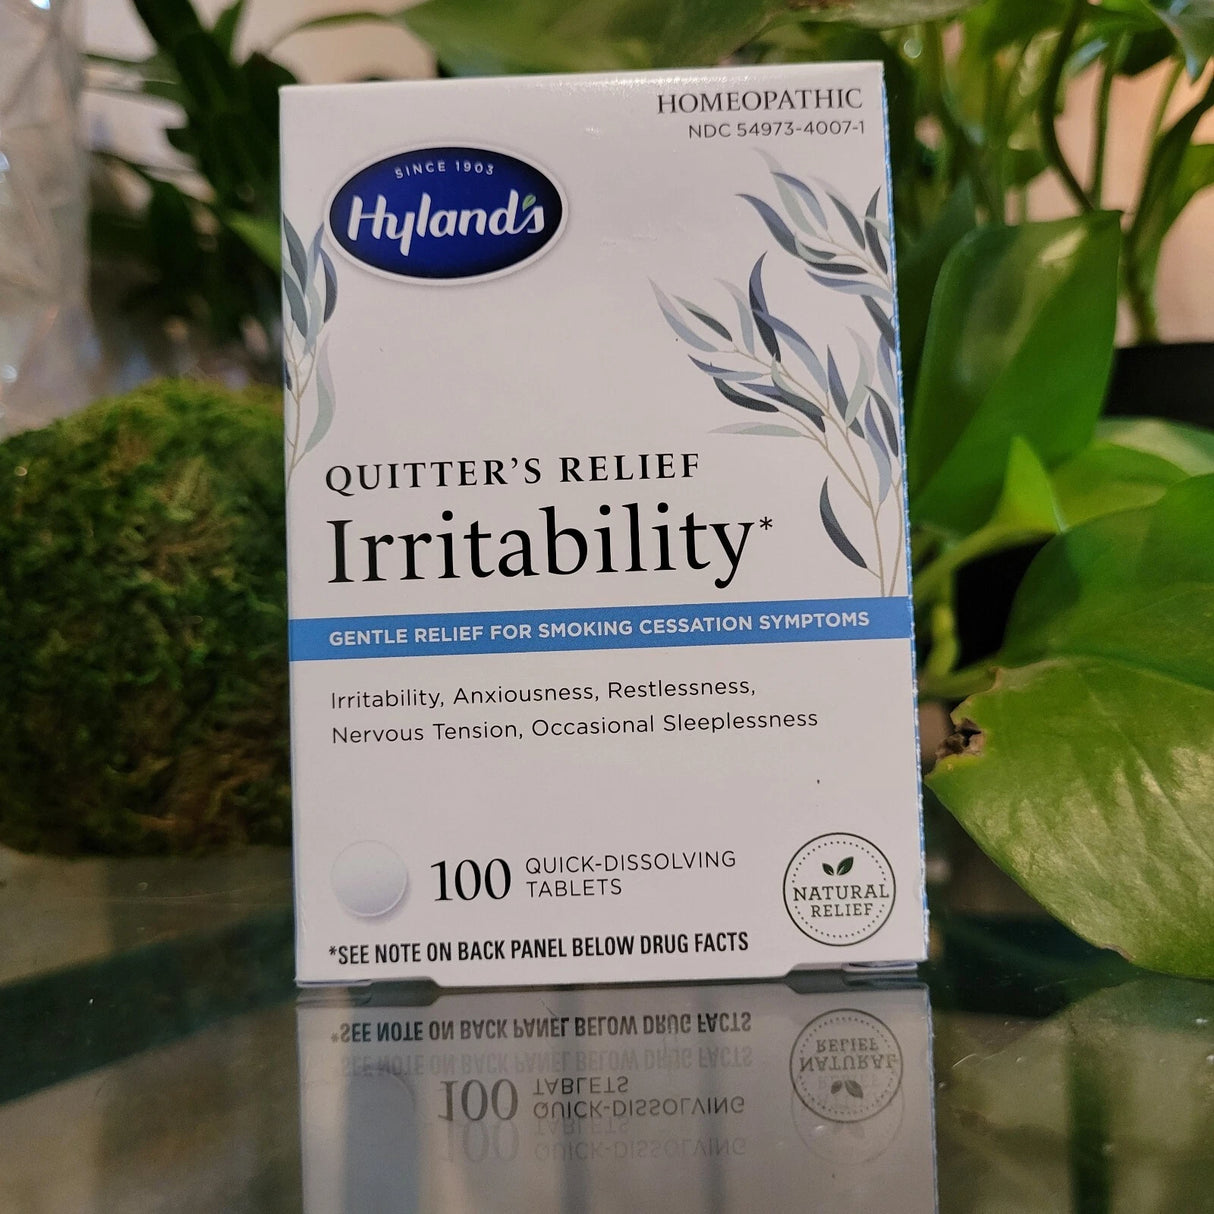 HOMEOPATHIC
NDC 54973-4007-1
SINCE 1903
Hyland's
QUITTER'S RELIEF
Irritability*
GENTLE RELIEF FOR SMOKING CESSATION SYMPTOMS
Irritability, Anxiousness, Restlessness,
Nervous Tension, Occasional Sleeplessness
100 QUICK-DISSOLVING
TABLETS
NATURAL
RELIEF
*SEE NOTE ON BACK PANEL BELOW DRUG FACTS